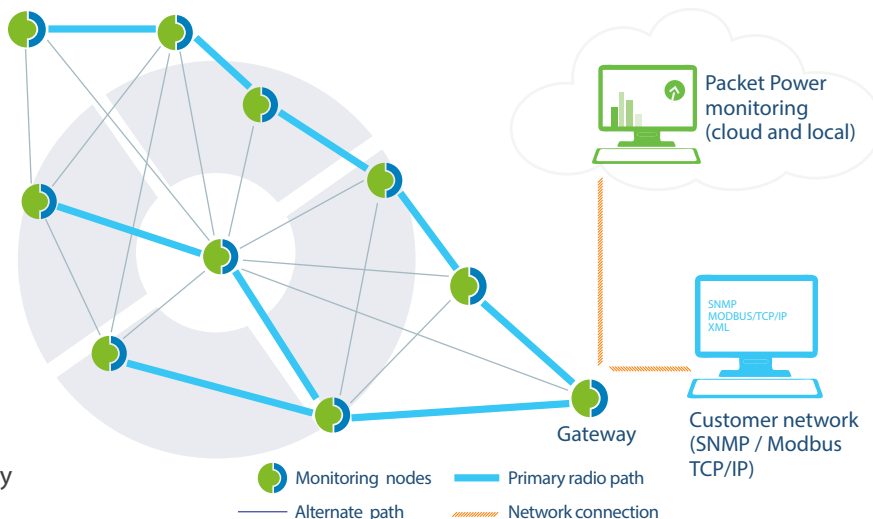 Packet Power
monitoring
(cloud and local)
SNMP
MODBUS/TCP/IP
XML
Customer network
(SNMP / Modbus
TCP/IP)
Gateway
y
Monitoring nodes
Primary radio path
Alternate path
Network connection